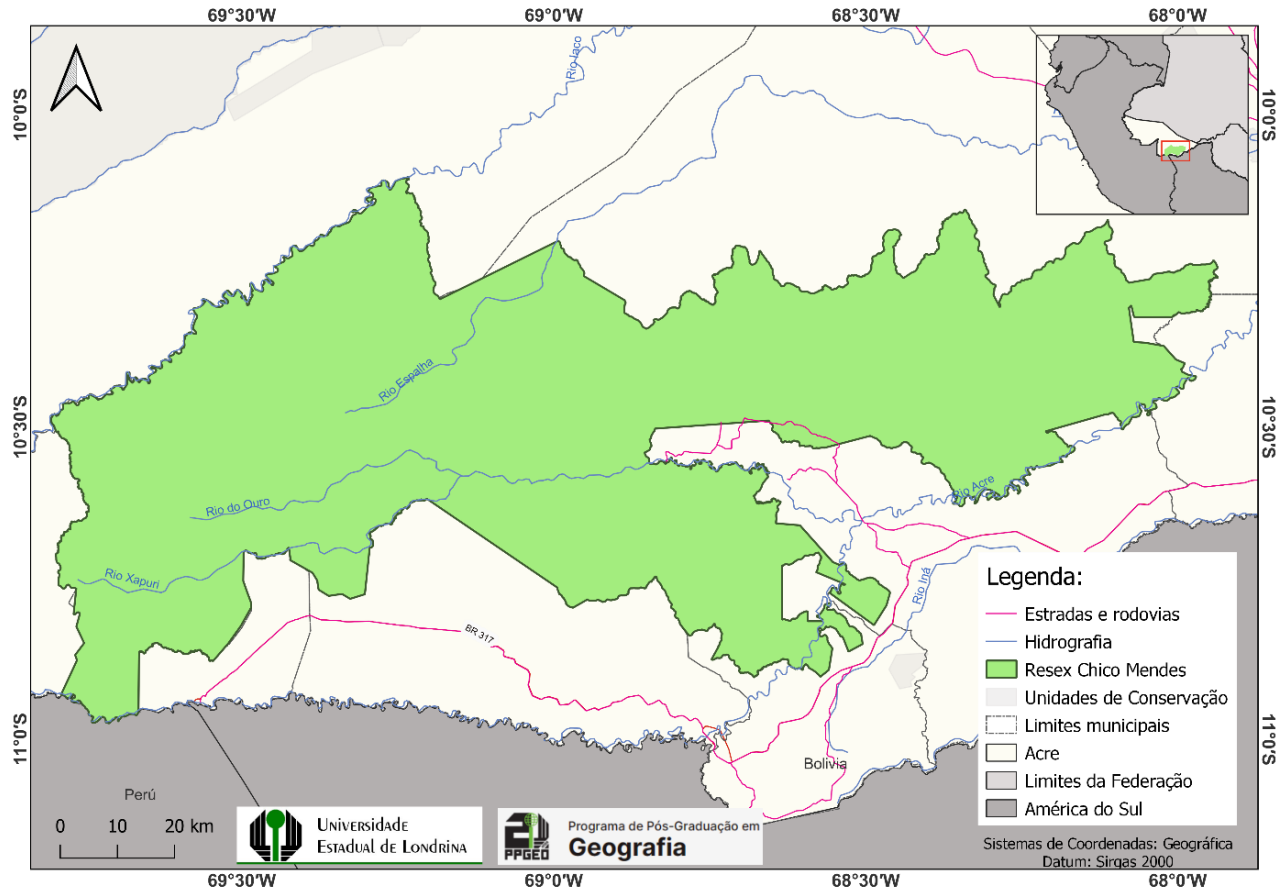 69°30'W 69°0'W 68°30'W 68°0'W
10°0'S
10°0'S
Rio Iaco
Rio Espalha
10°30'S
10°30'S
Rio do Ouro
Rio Acre
Rio Xapuri
Rio Iná
BR 317
11°0'S
11°0'S
Bolívia
Perú
Legenda:
Estradas e rodovias
Hidrografia
Resex Chico Mendes
Unidades de Conservação
Limites municipais
Acre
Limites da Federação
América do Sul
0 10 20 km
Universidade
Estadual de Londrina
PPGEO
Programa de Pós-Graduação em
Geografia
Sistemas de Coordenadas: Geográfica
Datum: Sirgas 2000
69°30'W 69°0'W 68°30'W 68°0'W